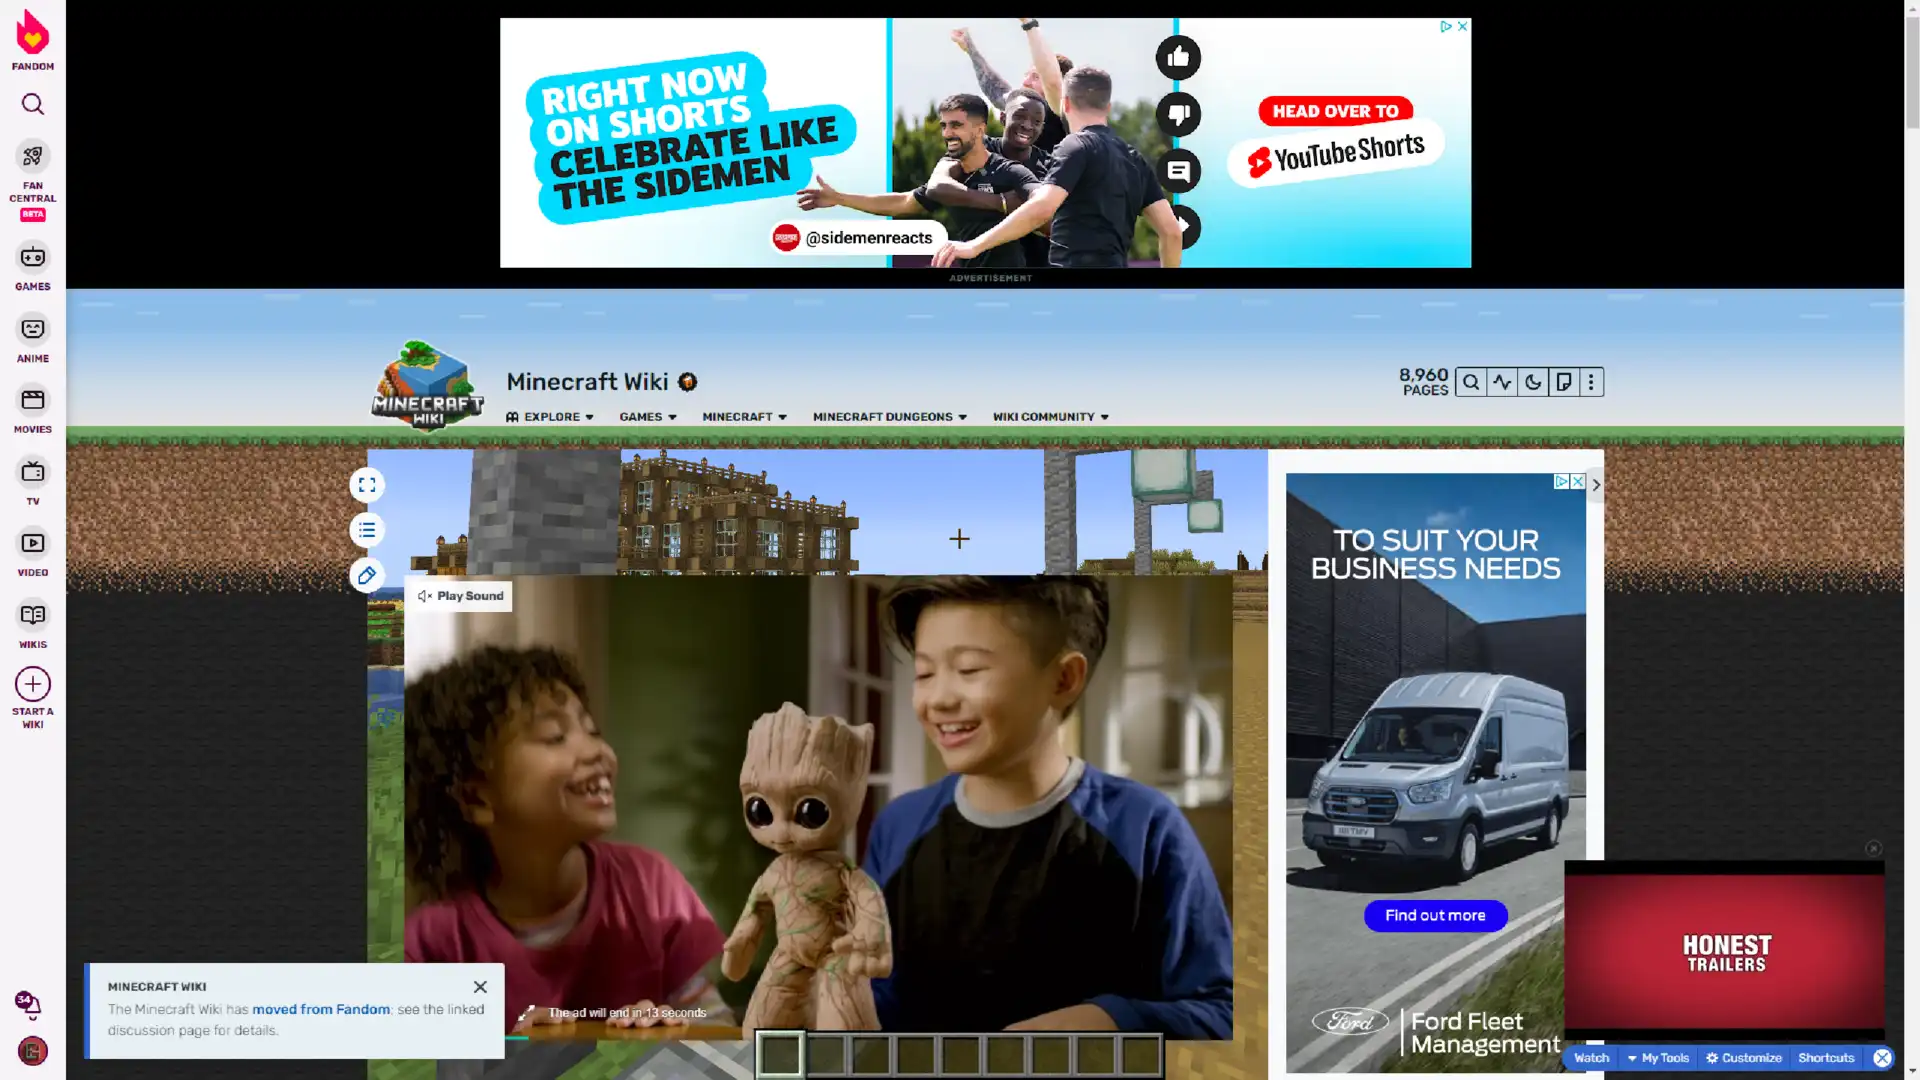 FANDOM
FAN
CENTRAL
BETA
GAMES
ANIME
MOVIES
TV
VIDEO
WIKIS
START A
WIKI
34
RIGHT NOW
ON SHORTS
CELEBRATE LIKE
THE SIDEMEN
@sidemenreacts
HEAD OVER TO
YouTube Shorts
ADVERTISEMENT
MINECRAFT
WIKI
Minecraft Wiki
8,960
PAGES
EXPLORE
GAMES
MINECRAFT
MINECRAFT DUNGEONS
WIKI COMMUNITY
Play Sound
The ad will end in 13 seconds
TO SUIT YOUR
BUSINESS NEEDS
Find out more
Ford
Ford Fleet
Management
HONEST
TRAILERS
MINECRAFT WIKI
The Minecraft Wiki has moved from Fandom; see the linked
discussion page for details.
Watch
My Tools
Customize
Shortcuts